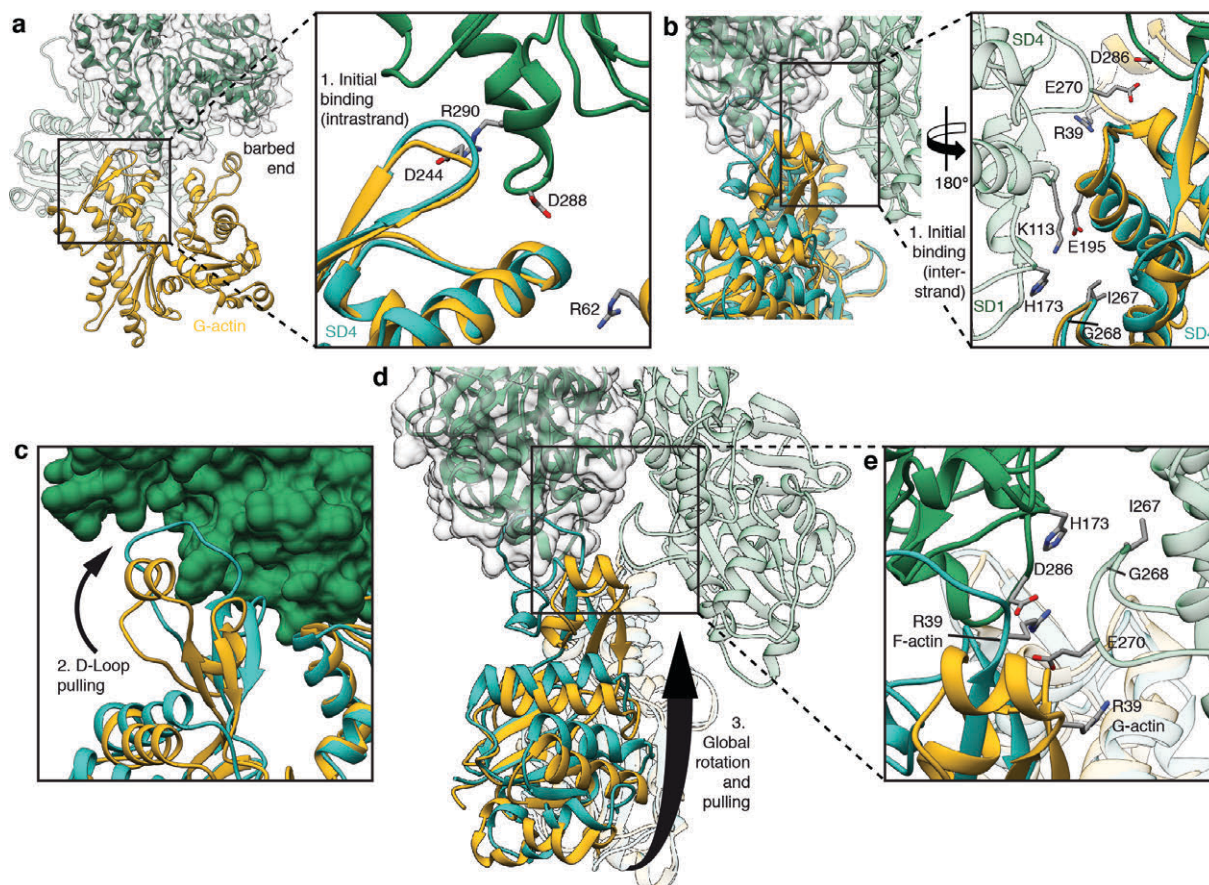 a
barbed
end
G-actin
1. Initial
binding
(intrastrand)
R290
D244
D288
R62
SD4
b
180°
1. Initial
binding
(inter-
strand)
SD4
D286
E270
R39
K113
E195
H173
I267
SD1
G268
SD4
c
2. D-Loop
pulling
d
3.
Global
rotation
and
pulling
e
H173
I267
D286
G268
R39
F-actin
E270
R39
G-actin